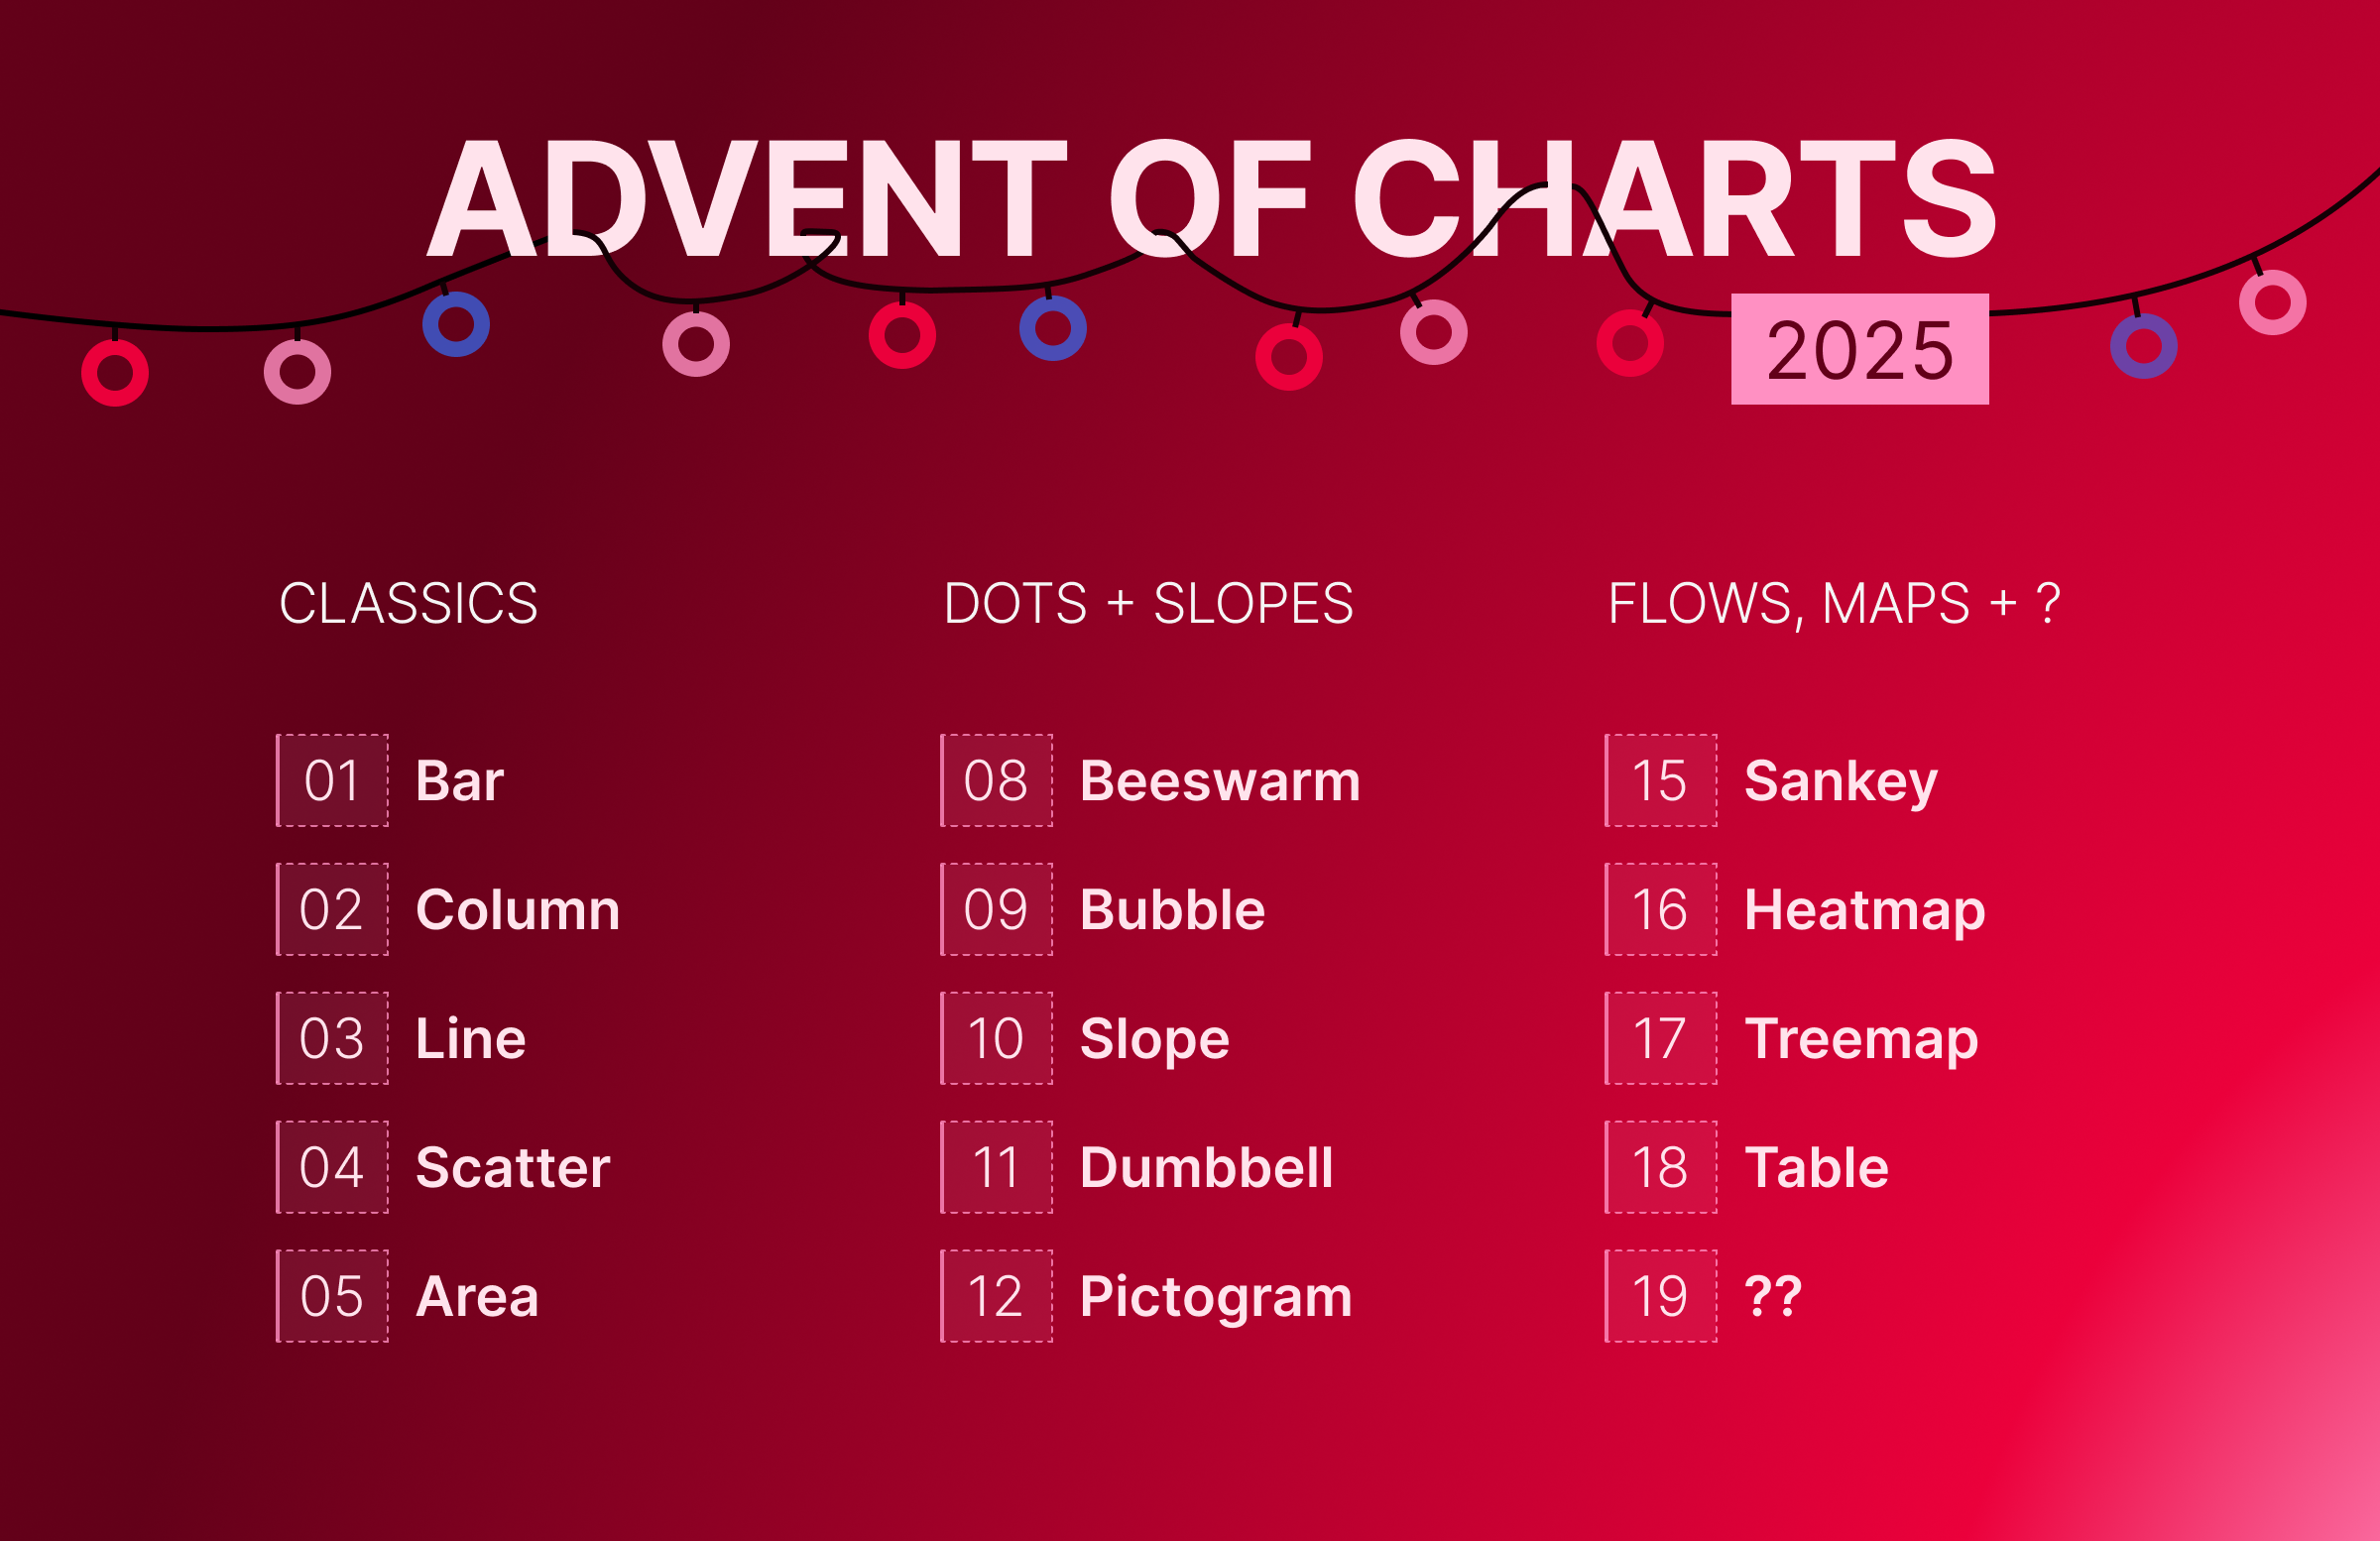 ADVENT OF CHARTS
2025
CLASSICS
01 Bar
02 Column
03 Line
04 Scatter
05 Area
DOTS + SLOPES
08 Beeswarm
09 Bubble
10 Slope
11 Dumbbell
12 Pictogram
FLOWS, MAPS + ?
15 Sankey
16 Heatmap
17 Treemap
18 Table
19 ??